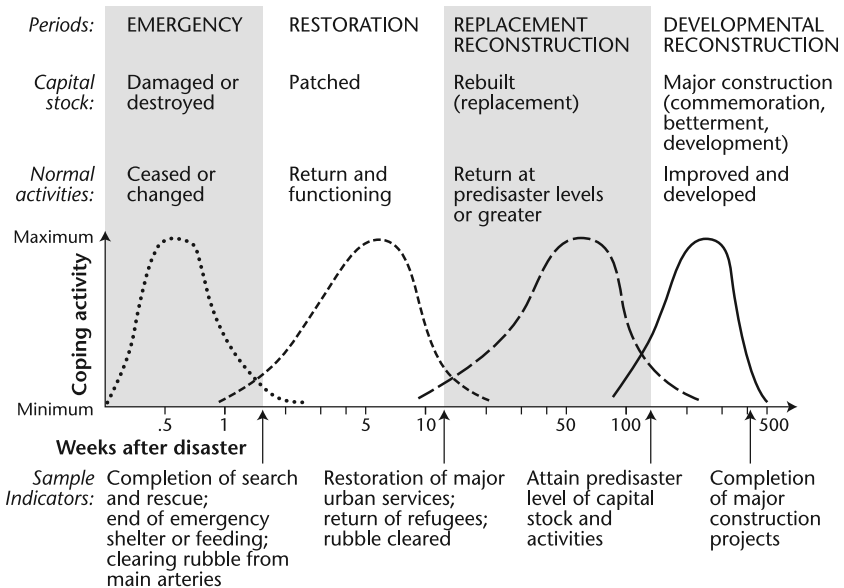 Periods: EMERGENCY RESTORATION REPLACEMENT DEVELOPMENTAL
RECONSTRUCTION RECONSTRUCTION
Capital Damaged or Patched Rebuilt Major construction
stock: destroyed (replacement) (commemoration,
betterment,
development)
Normal Ceased or Return and Return at Improved and
activities: changed functioning predisaster levels developed
or greater
Maximum
Coping activity
Minimum
.5 1 5 10 50 100 500
Weeks after disaster
Sample Completion of search Restoration of major Attain predisaster Completion
Indicators: and rescue; urban services; level of capital of major
end of emergency return of refugees; stock and construction
shelter or feeding; rubble cleared activities projects
clearing rubble from
main arteries